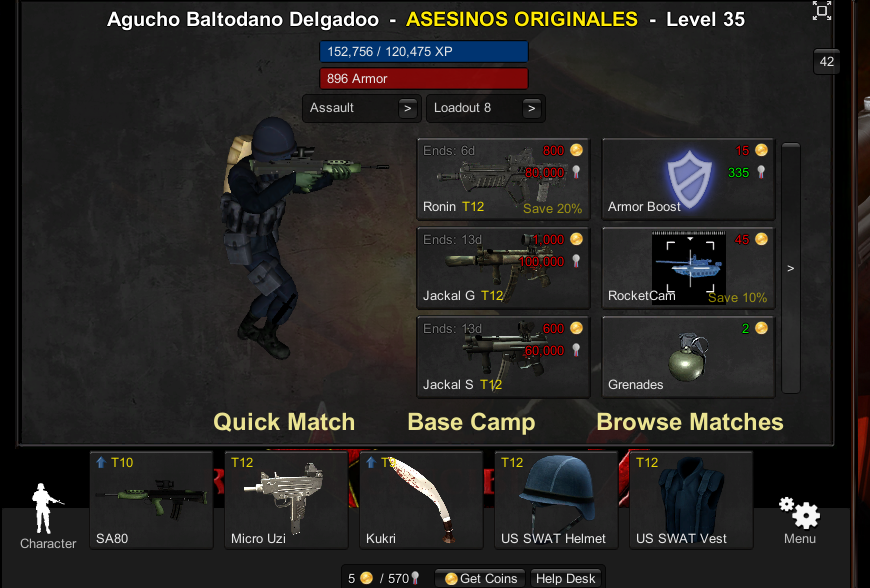 Agucho Baltodano Delgadoo - ASESINOS ORIGINALES - Level 35
152,756 / 120,475 XP
42
896 Armor
Assault > Loadout 8 >
Ends: 6d 800
80,000
Ronin T12 Save 20%
15
335
Armor Boost
Ends: 13d 1,000
100,000
Jackal G T12
45
RocketCam Save 10%
>
Ends: 13d 600
60,000
Jackal S T12
2
Grenades
Quick Match Base Camp Browse Matches
T10
SA80
T12
Micro Uzi
Kukri
T12
US SWAT Helmet
T12
US SWAT Vest
Character
Menu
5 / 570 Get Coins Help Desk